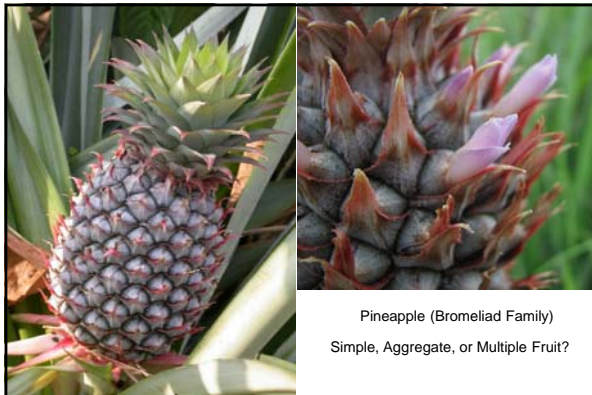 Pineapple (Bromeliad Family)
Simple, Aggregate, or Multiple Fruit?